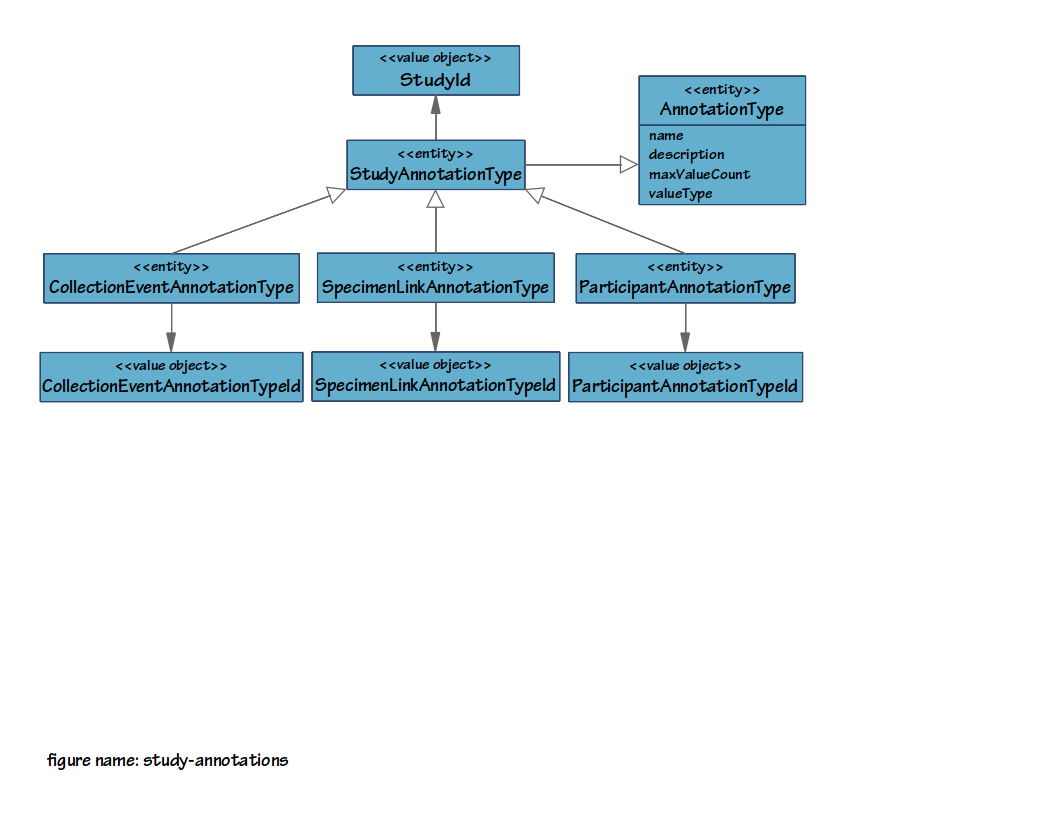 <<value object>>
StudyId
<<entity>>
AnnotationType
name
description
maxValueCount
valueType
<<entity>>
StudyAnnotationType
<<entity>>
CollectionEventAnnotationType
<<entity>>
SpecimenLinkAnnotationType
<<entity>>
ParticipantAnnotationType
<<value object>>
CollectionEventAnnotationTypeId
<<value object>>
SpecimenLinkAnnotationTypeId
<<value object>>
ParticipantAnnotationTypeId
figure name: study-annotations